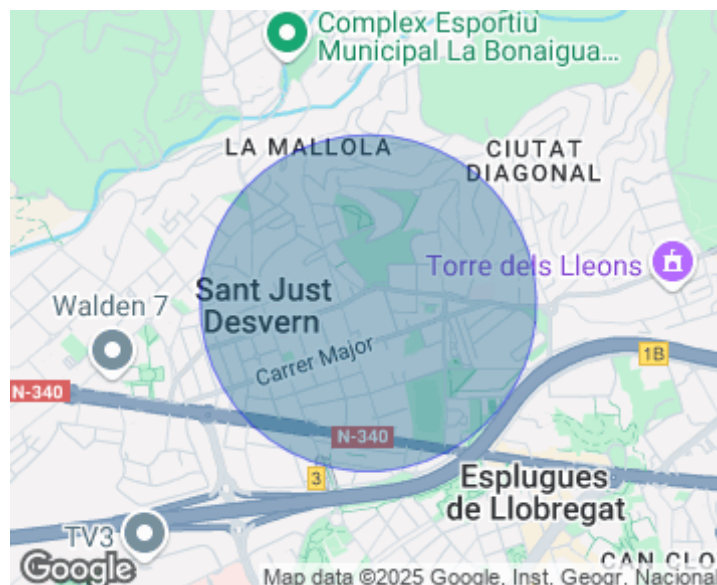 Complex Esportiu
Municipal La Bonaigua...
LA MALLOLA
CIUTAT
DIAGONAL
Torre dels Lleons
Sant Just
Desvern
Walden 7
Carrer Major
1B
N-340
N-340
3
Esplugues
de Llobregat
TV3
CAN CLO
Google
Map data ©2025 Google, Inst. Geogr. Nacional